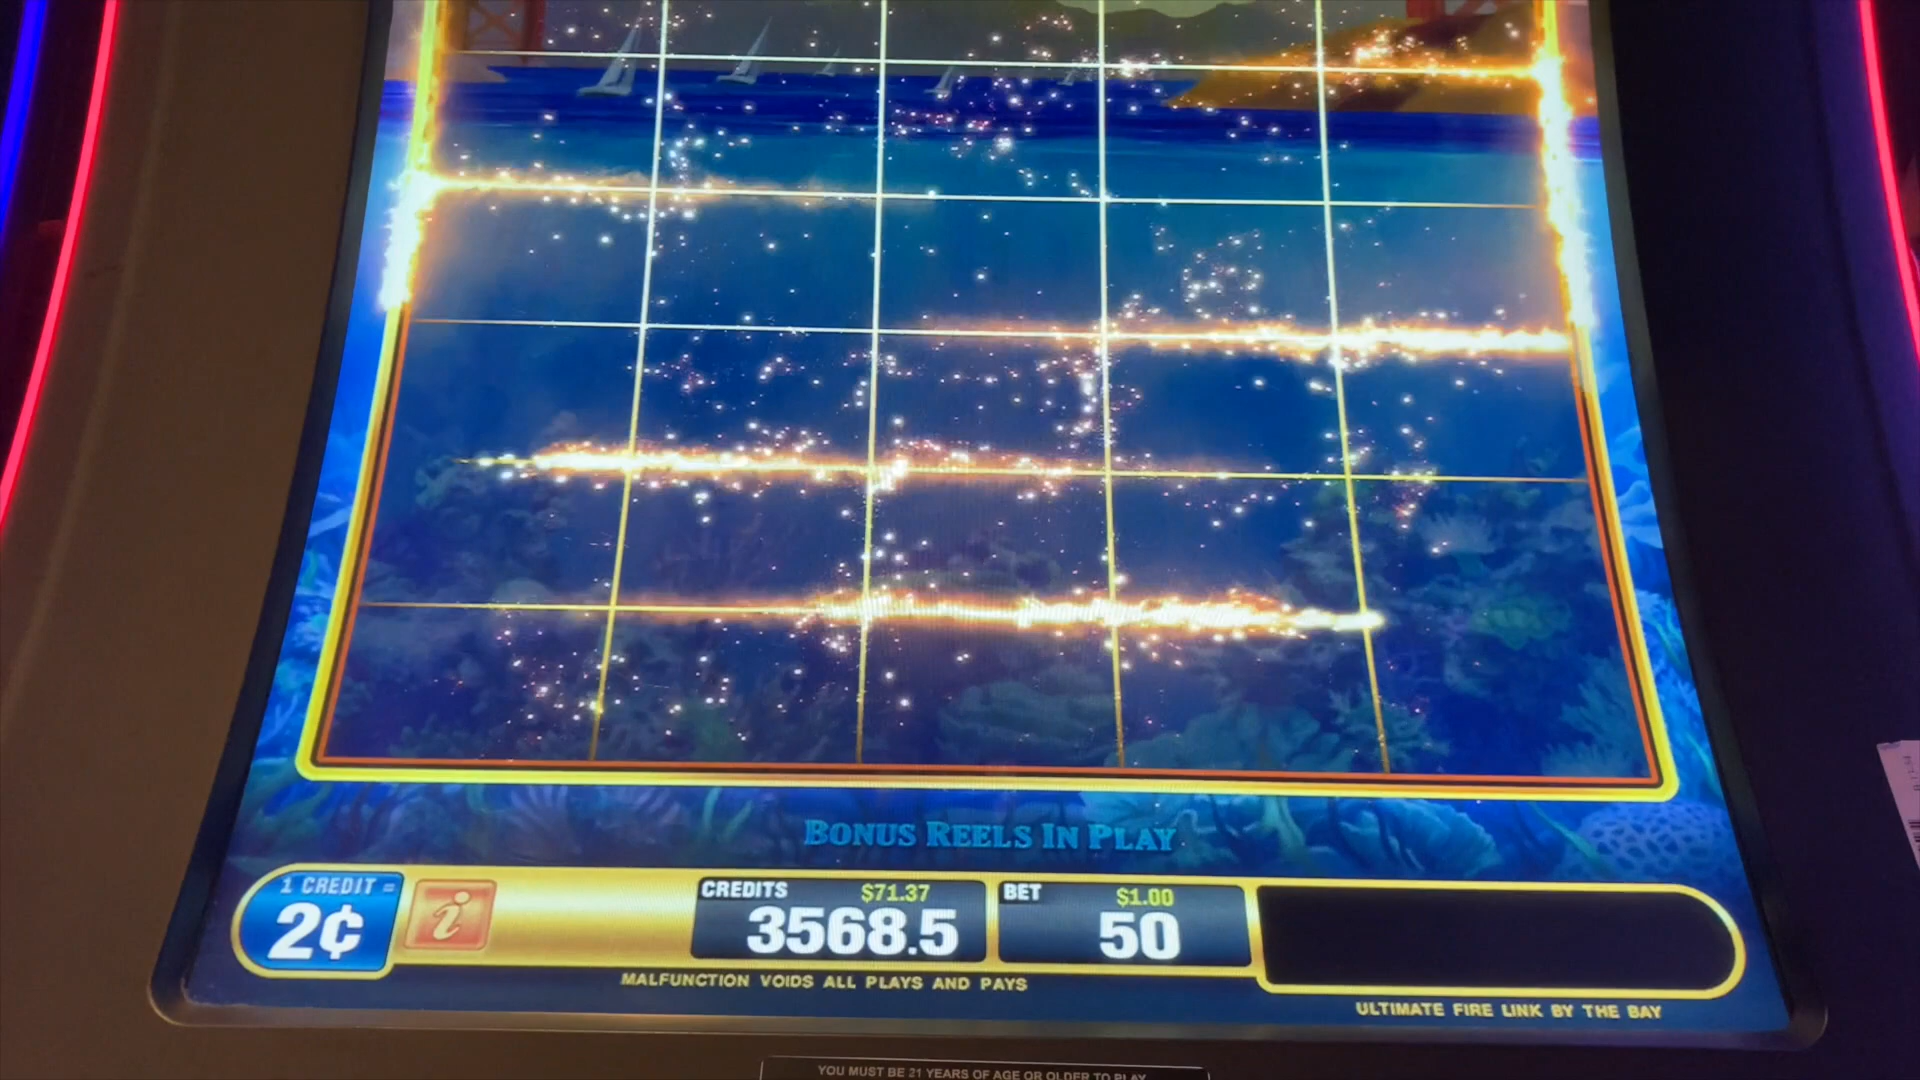 BONUS REELS IN PLAY
1 CREDIT =
2¢
i
CREDITS $71.37
3568.5
BET $1.00
50
MALFUNCTION VOIDS ALL PLAYS AND PAYS
ULTIMATE FIRE LINK BY THE BAY
YOU MUST BE 21 YEARS OF AGE OR OLDER TO PLAY